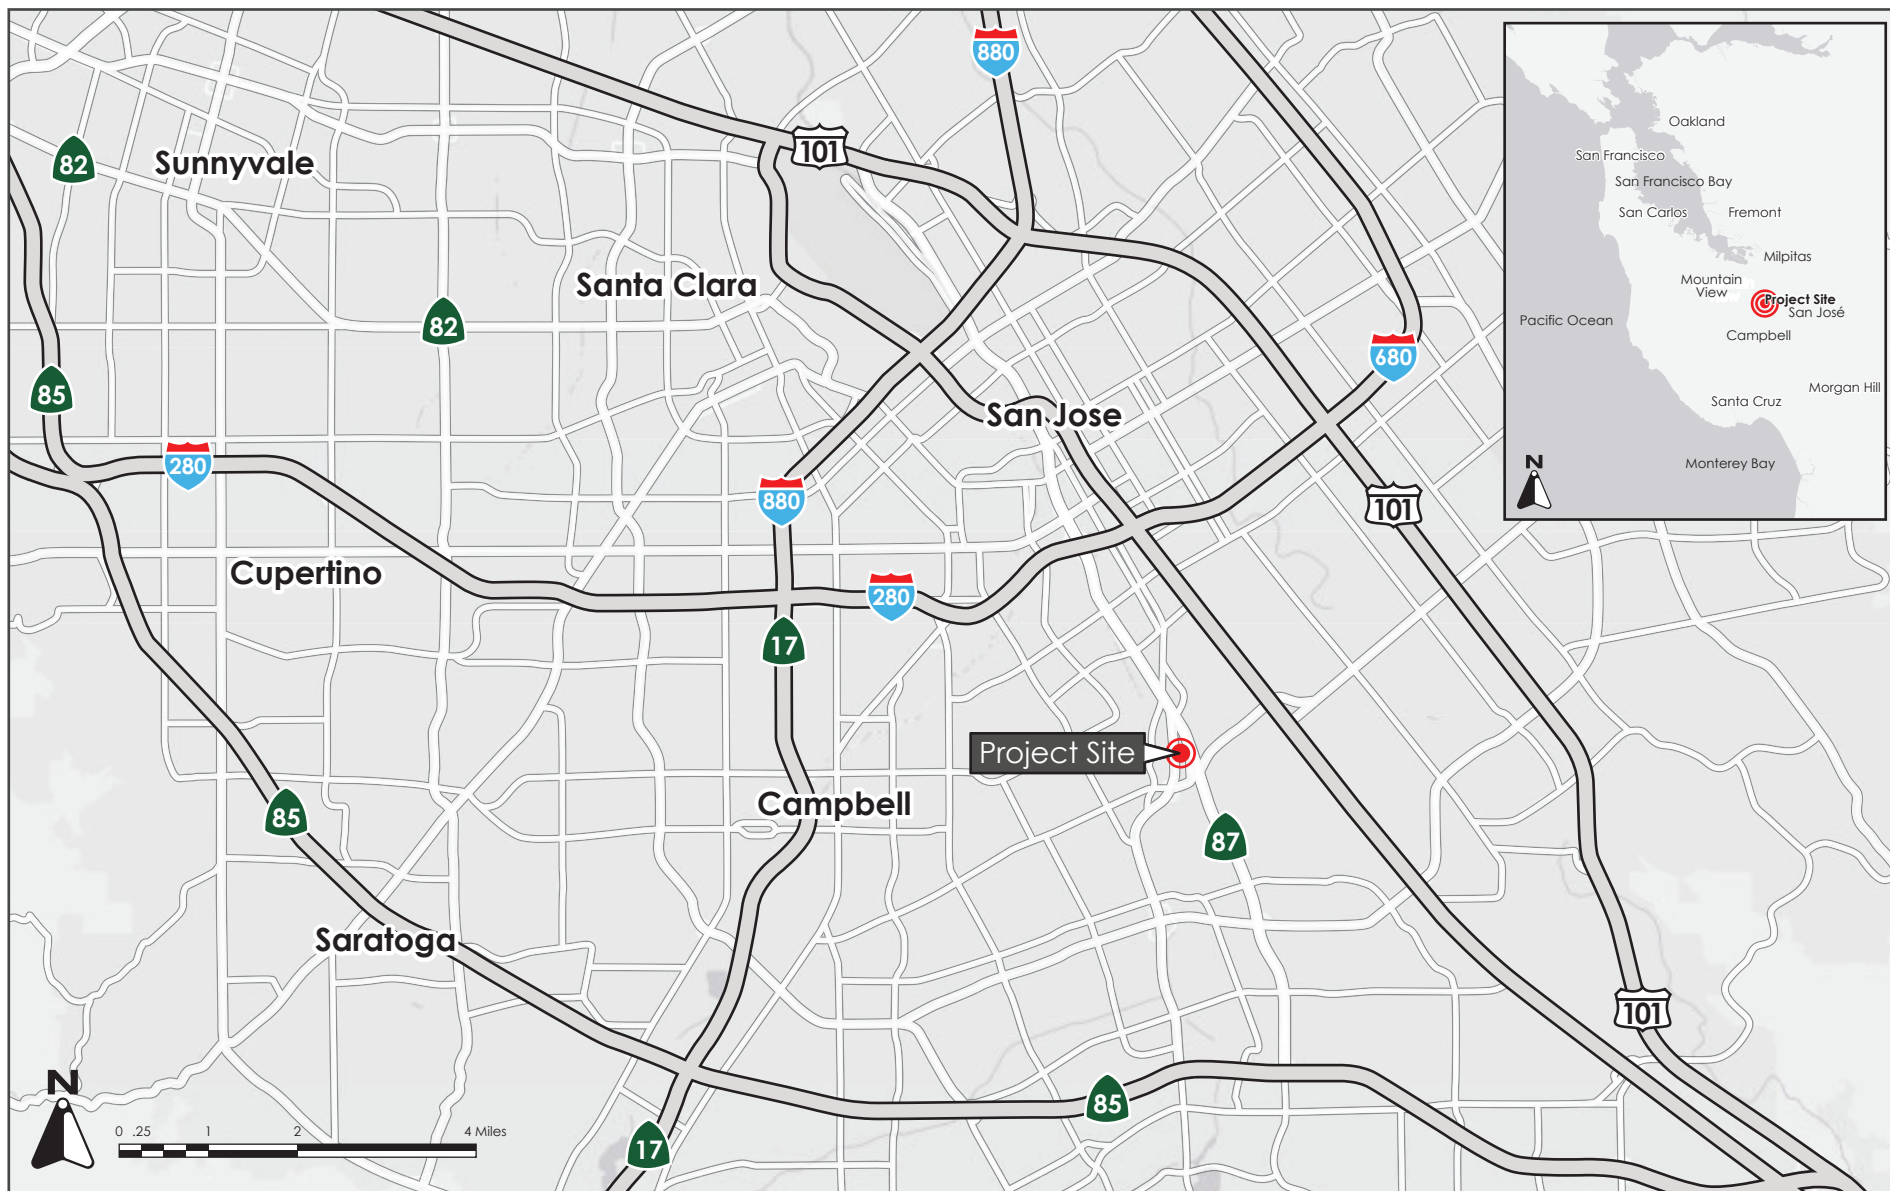 880
101
82
Sunnyvale
Santa Clara
82
680
85
San Jose
280
880
101
Cupertino
280
17
Project Site
Campbell
85
87
Saratoga
101
85
17
N
0 .25 1 2 4 Miles
Oakland
San Francisco
San Francisco Bay
San Carlos
Fremont
Milpitas
Mountain
View
Project Site
San José
Pacific Ocean
Campbell
Morgan Hill
Santa Cruz
Monterey Bay
N